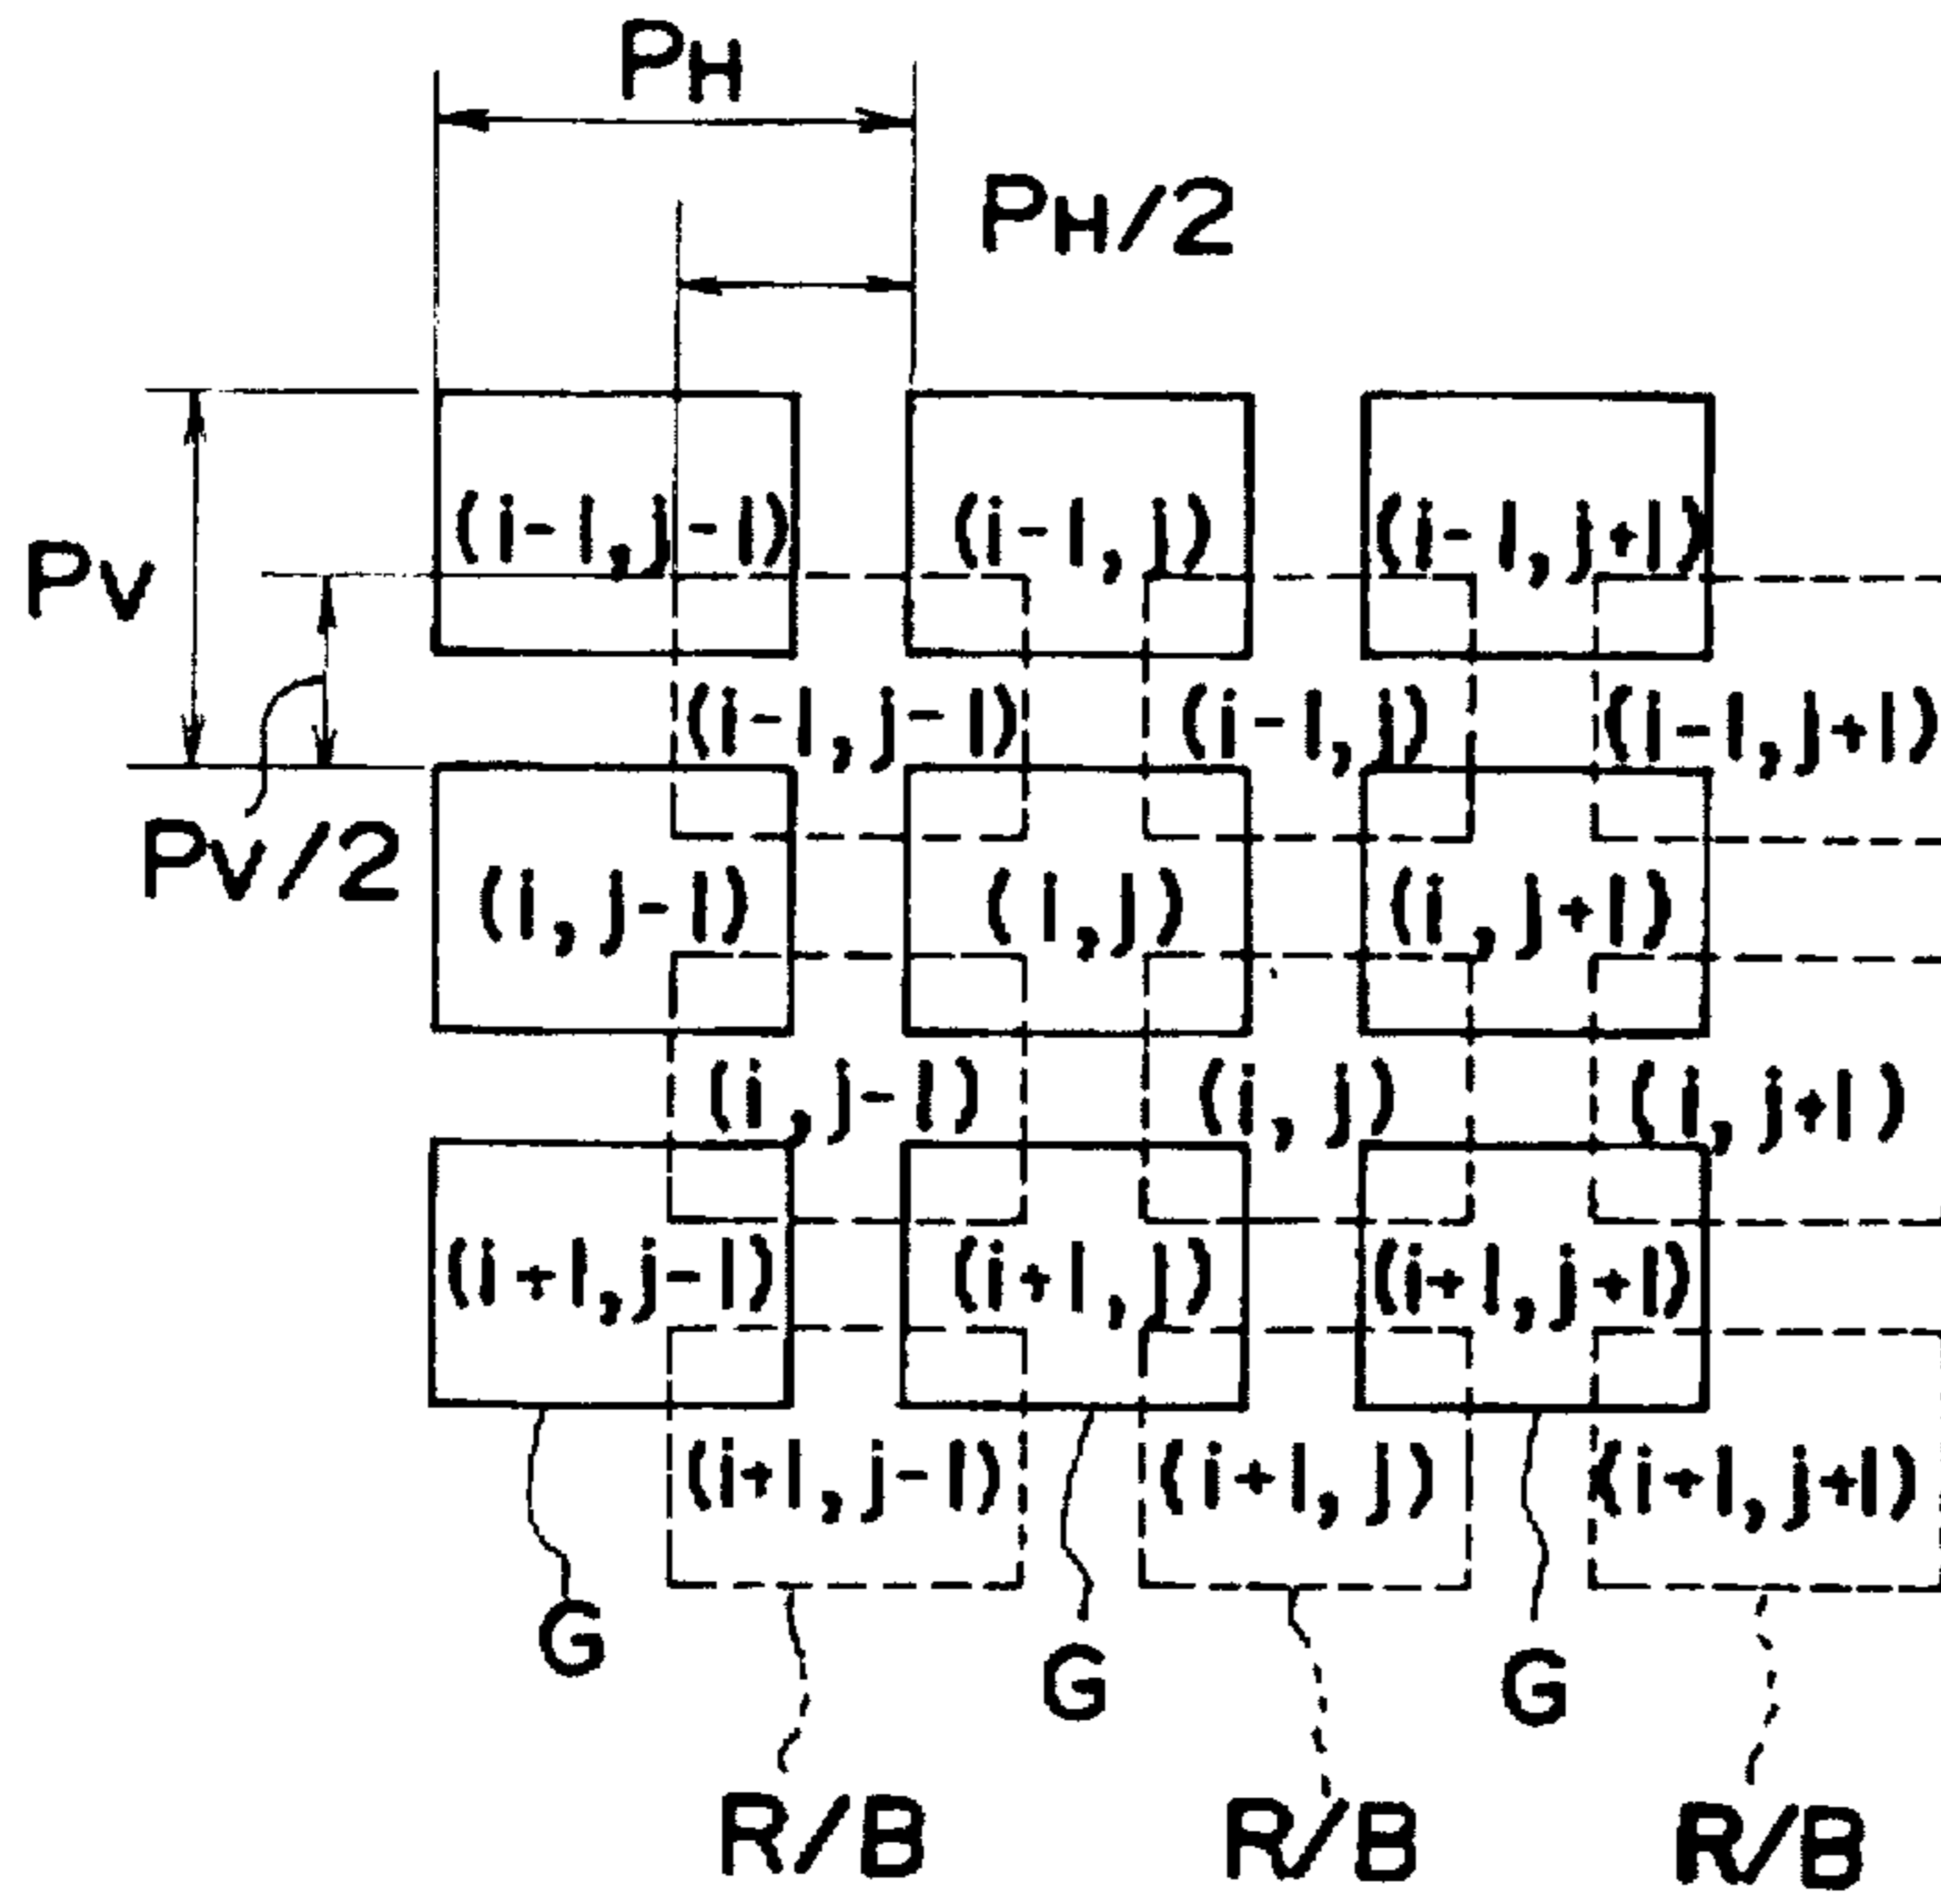 PH
PH/2
(i-1,j-1) (i-1,j) (i-1,j+1)
PV
(i-1,j-1) (i-1,j) (i-1,j+1)
PV/2
(i,j-1) (i,j) (i,j+1)
(i,j-1) (i,j) (i,j+1)
(i+1,j-1) (i+1,j) (i+1,j+1)
(i+1,j-1) (i+1,j) (i+1,j+1)
G G G
R/B R/B R/B